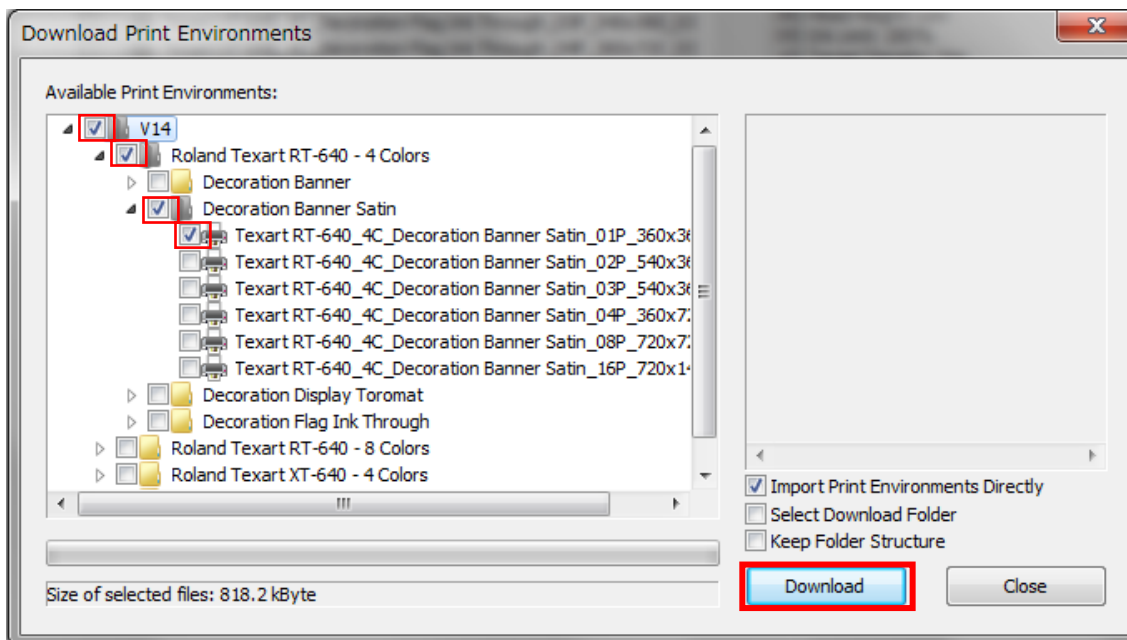 Download Print Environments
Available Print Environments:
V14
Roland Texart RT-640 - 4 Colors
Decoration Banner
Decoration Banner Satin
Texart RT-640_4C_Decoration Banner Satin_01P_360x36
Texart RT-640_4C_Decoration Banner Satin_02P_540x36
Texart RT-640_4C_Decoration Banner Satin_03P_540x36
Texart RT-640_4C_Decoration Banner Satin_04P_360x72
Texart RT-640_4C_Decoration Banner Satin_08P_720x72
Texart RT-640_4C_Decoration Banner Satin_16P_720x14
Decoration Display Toromat
Decoration Flag Ink Through
Roland Texart RT-640 - 8 Colors
Roland Texart XT-640 - 4 Colors
Import Print Environments Directly
Select Download Folder
Keep Folder Structure
Size of selected files: 818.2 kByte
Download
Close